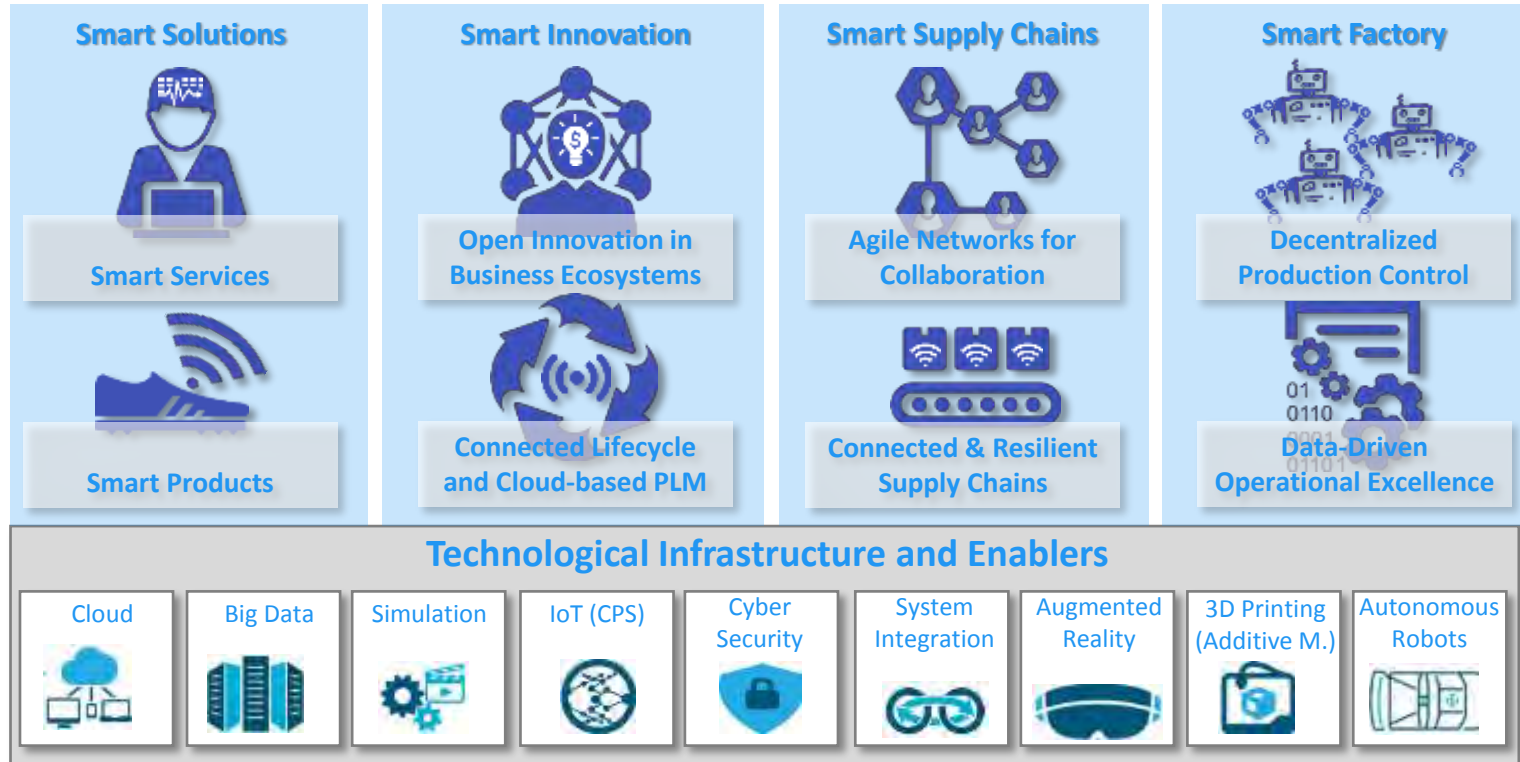 Smart Solutions
Smart Services
Smart Products
Smart Innovation
Open Innovation in
Business Ecosystems
Connected Lifecycle
and Cloud-based PLM
Smart Supply Chains
Agile Networks for
Collaboration
Connected & Resilient
Supply Chains
Smart Factory
Decentralized
Production Control
01
0110
0001
01101
Data-Driven
Operational Excellence
Technological Infrastructure and Enablers
Cloud
Big Data
Simulation
IoT (CPS)
Cyber
Security
System
Integration
Augmented
Reality
3D Printing
(Additive M.)
Autonomous
Robots